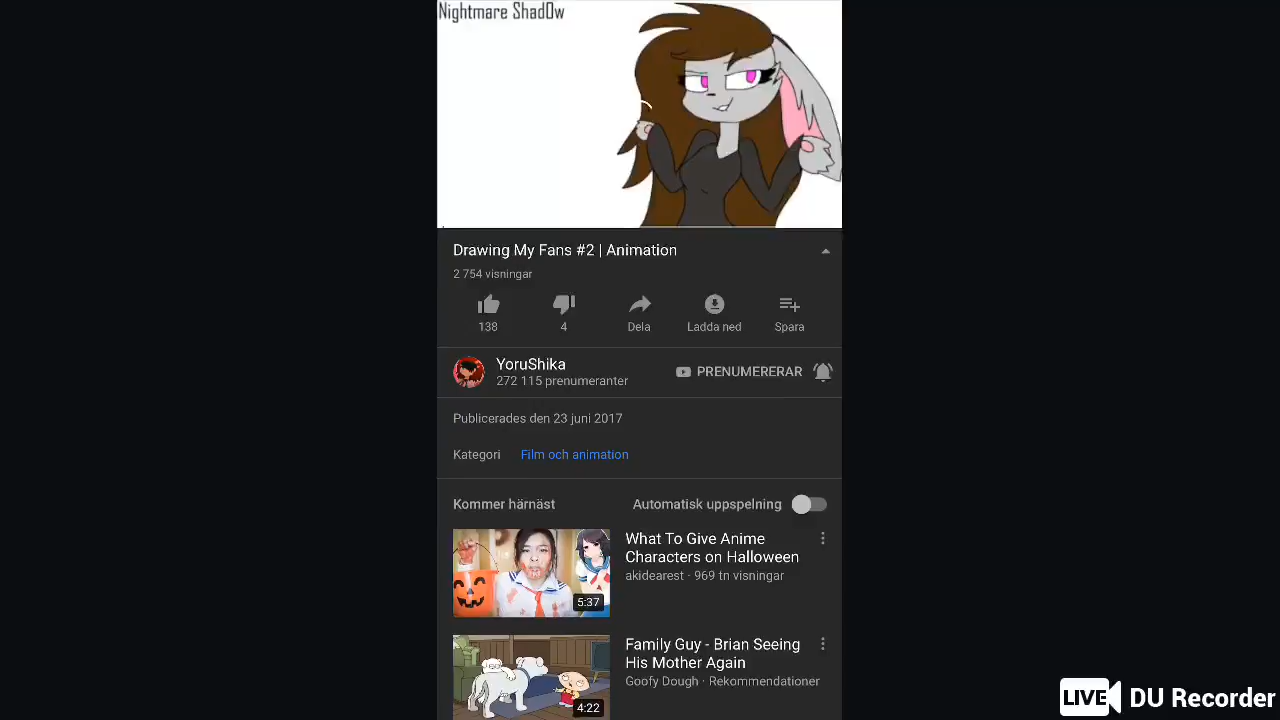 Nightmare Shad0w
Drawing My Fans #2 | Animation
2 754 visningar
138
4
Dela
Ladda ned
Spara
YoruShika
272 115 prenumeranter
PRENUMERERAR
Publicerades den 23 juni 2017
Kategori
Film och animation
Kommer härnäst
Automatisk uppspelning
What To Give Anime
Characters on Halloween
akidearest · 969 tn visningar
5:37
Family Guy - Brian Seeing
His Mother Again
Goofy Dough · Rekommendationer
4:22
LIVE DU Recorder